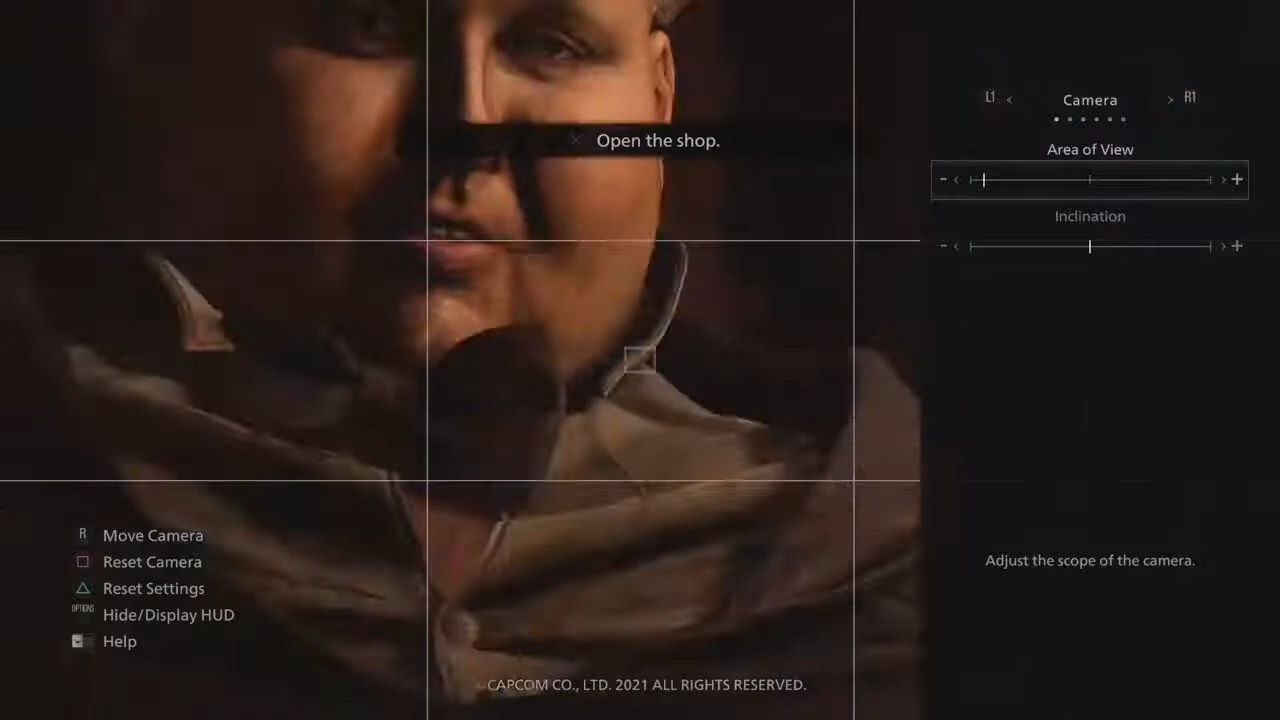 L1 Camera R1
Open the shop.
Area of View
Inclination
R Move Camera
Reset Camera
Reset Settings
OPTIONS Hide/Display HUD
Help
Adjust the scope of the camera.
CAPCOM CO., LTD. 2021 ALL RIGHTS RESERVED.